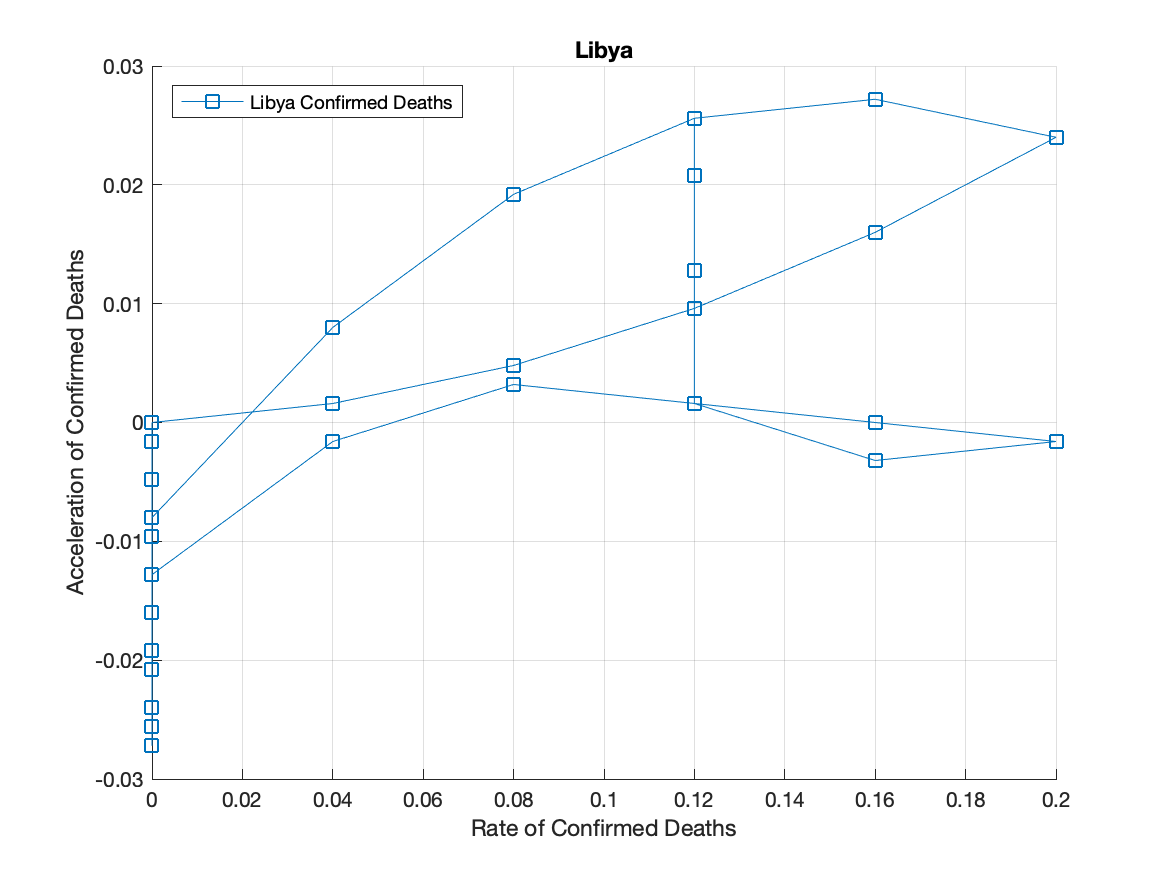 Libya
Libya Confirmed Deaths
0.03
0.02
0.01
0
-0.01
-0.02
-0.03
Acceleration of Confirmed Deaths
0 0.02 0.04 0.06 0.08 0.1 0.12 0.14 0.16 0.18 0.2
Rate of Confirmed Deaths